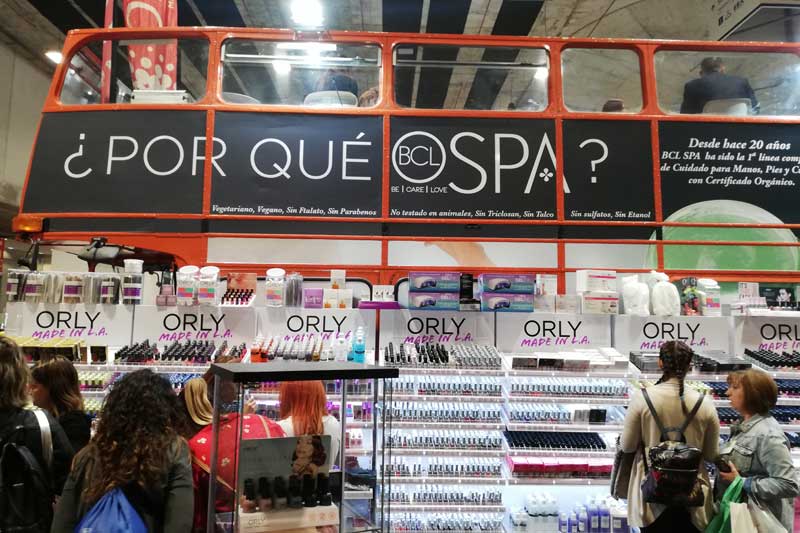 ¿POR QUÉ BCL SPA ?
BE | CARE | LOVE
Vegetariano, Vegano, Sin Ftalato, Sin Parabenos
No testado en animales, Sin Triclosan, Sin Talco
Sin sulfatos, Sin Etanol
Desde hace 20 años
BCL SPA ha sido la 1ª línea
de Cuidado para Manos, Pies y
con Certificado Orgánico.
ORLY
MADE IN L.A.
ORLY
MADE IN L.A.
ORLY
MADE IN L.A.
ORLY
MADE IN L.A.
ORLY
MADE IN L.A.
ORLY
MADE IN L.A.
ORLY
ORLY